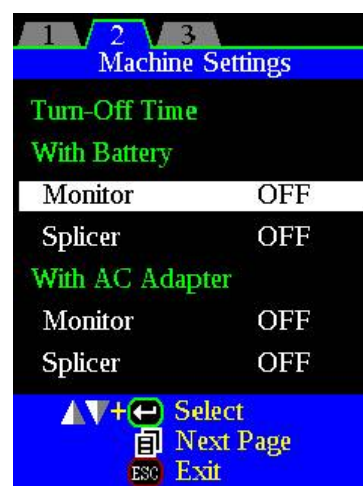 1 2 3
Machine Settings
Turn-Off Time
With Battery
Monitor OFF
Splicer OFF
With AC Adapter
Monitor OFF
Splicer OFF
+ Select
Next Page
ESC Exit